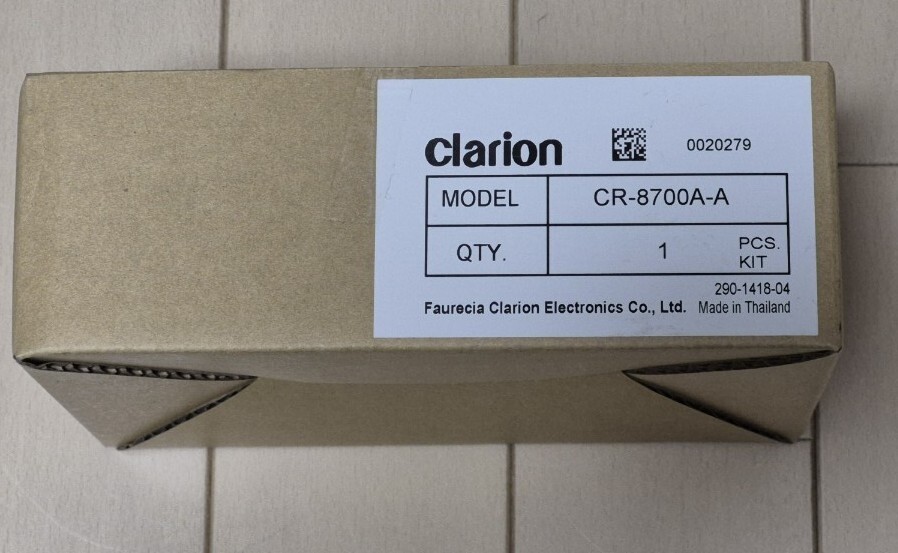 Clarion 0020279
MODEL CR-8700A-A
QTY. 1 PCS.
KIT
290-1418-04
Faurecia Clarion Electronics Co., Ltd. Made in Thailand